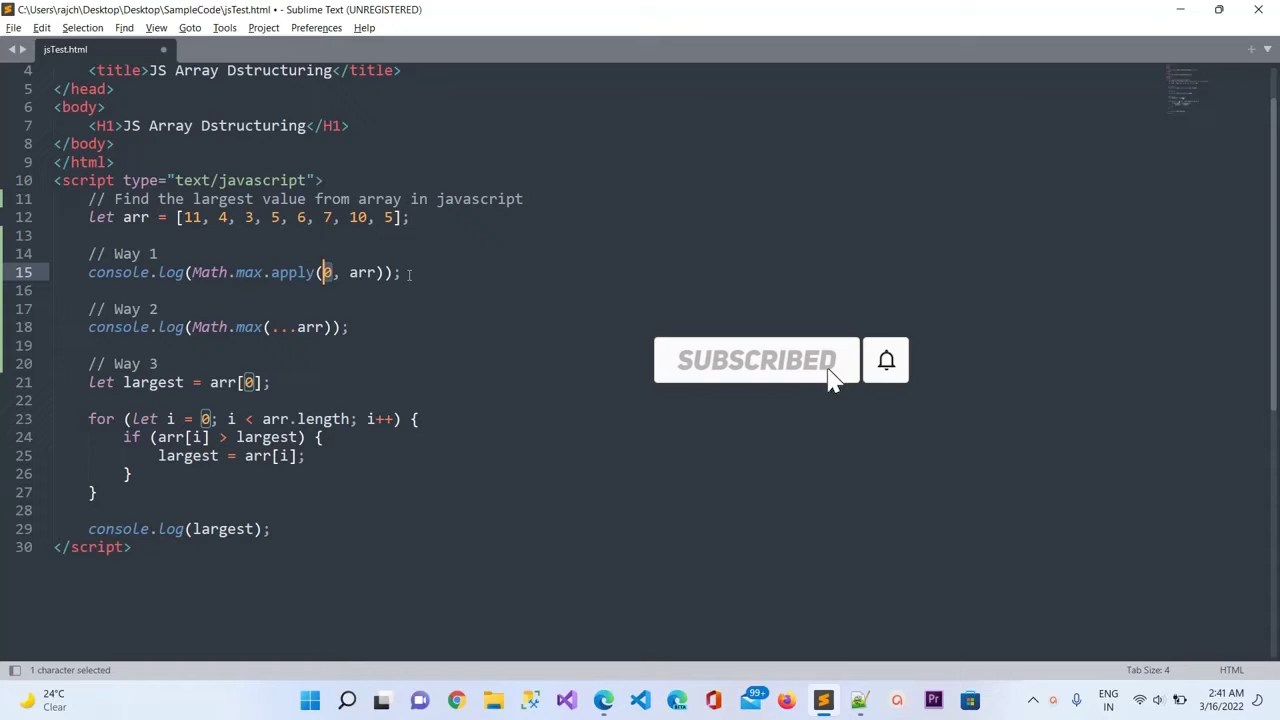 C:\Users\rajch\Desktop\Desktop\SampleCode\jsTest.html • - Sublime Text (UNREGISTERED)
File Edit Selection Find View Goto Tools Project Preferences Help
jsTest.html
4 <title>JS Array Dstructuring</title>
5 </head>
6 <body>
7 <H1>JS Array Dstructuring</H1>
8 </body>
9 </html>
10 <script type="text/javascript">
11 // Find the largest value from array in javascript
12 let arr = [11, 4, 3, 5, 6, 7, 10, 5];
13
14 // Way 1
15 console.log(Math.max.apply(0, arr));
16
17 // Way 2
18 console.log(Math.max(...arr));
19
20 // Way 3
21 let largest = arr[0];
22
23 for (let i = 0; i < arr.length; i++) {
24 if (arr[i] > largest) {
25 largest = arr[i];
26 }
27 }
28
29 console.log(largest);
30 </script>
SUBSCRIBED
1 character selected
Tab Size: 4
HTML
24°C
Clear
99+
BETA
Pr
ENG
IN
2:41 AM
3/16/2022